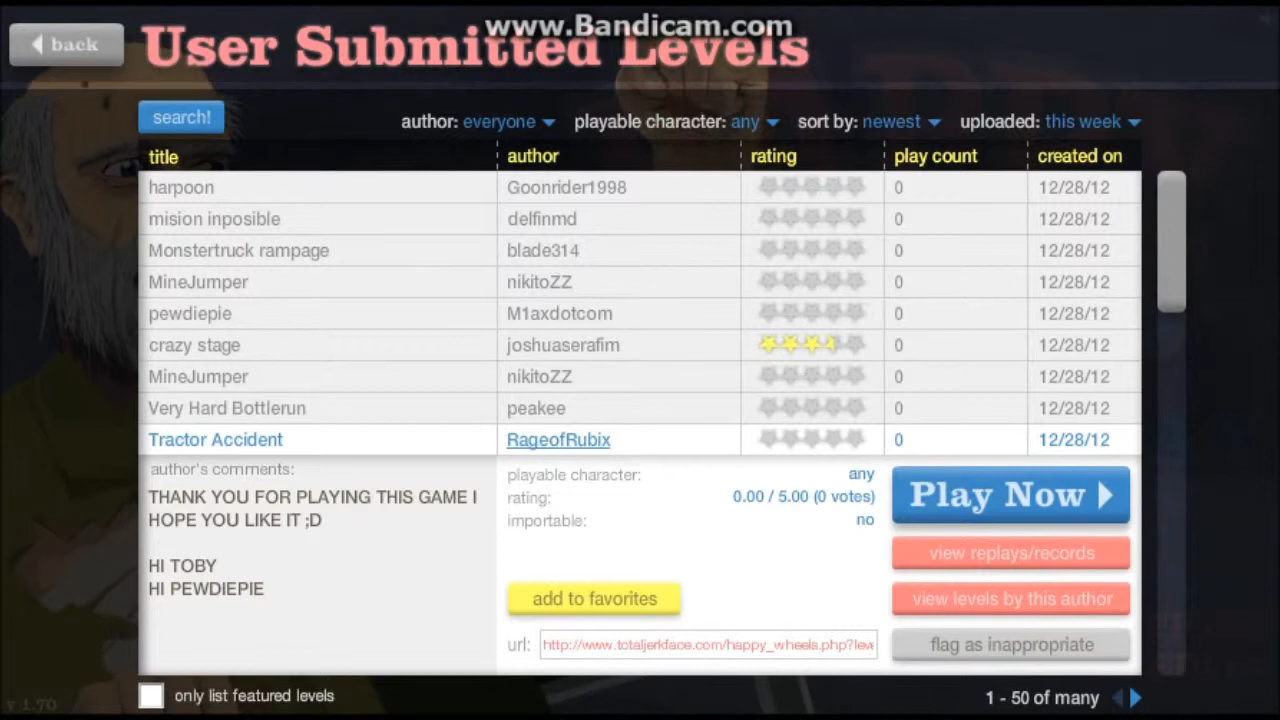 www.Bandicam.com
back
User Submitted Levels
search!
author: everyone playable character: any sort by: newest uploaded: this week
title author rating play count created on
harpoon Goonrider1998 0 12/28/12
mision inposible delfinmd 0 12/28/12
Monstertruck rampage blade314 0 12/28/12
MineJumper nikitoZZ 0 12/28/12
pewdiepie M1axdotcom 0 12/28/12
crazy stage joshuaserafim 0 12/28/12
MineJumper nikitoZZ 0 12/28/12
Very Hard Bottlerun peakee 0 12/28/12
Tractor Accident RageofRubix 0 12/28/12
author's comments:
THANK YOU FOR PLAYING THIS GAME I
HOPE YOU LIKE IT ;D
HI TOBY
HI PEWDIEPIE
playable character: any
rating: 0.00 / 5.00 (0 votes)
importable: no
add to favorites
url: http://www.totaljerkface.com/happy_wheels.php?leve
Play Now
view replays/records
view levels by this author
flag as inappropriate
v 1.70
only list featured levels
1 - 50 of many